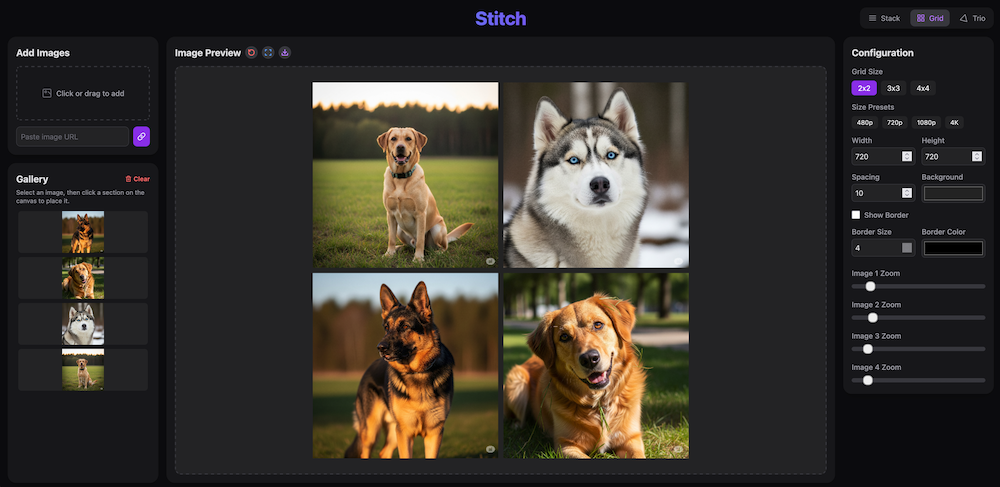 Stitch
Stack
Grid
Trio
Add Images
Click or drag to add
Paste image URL
Gallery
Clear
Select an image, then click a section on the
canvas to place it.
Image Preview
Configuration
Grid Size
2x2
3x3
4x4
Size Presets
480p
720p
1080p
4K
Width
Height
720
720
Spacing
Background
10
Show Border
Border Size
Border Color
4
Image 1 Zoom
Image 2 Zoom
Image 3 Zoom
Image 4 Zoom